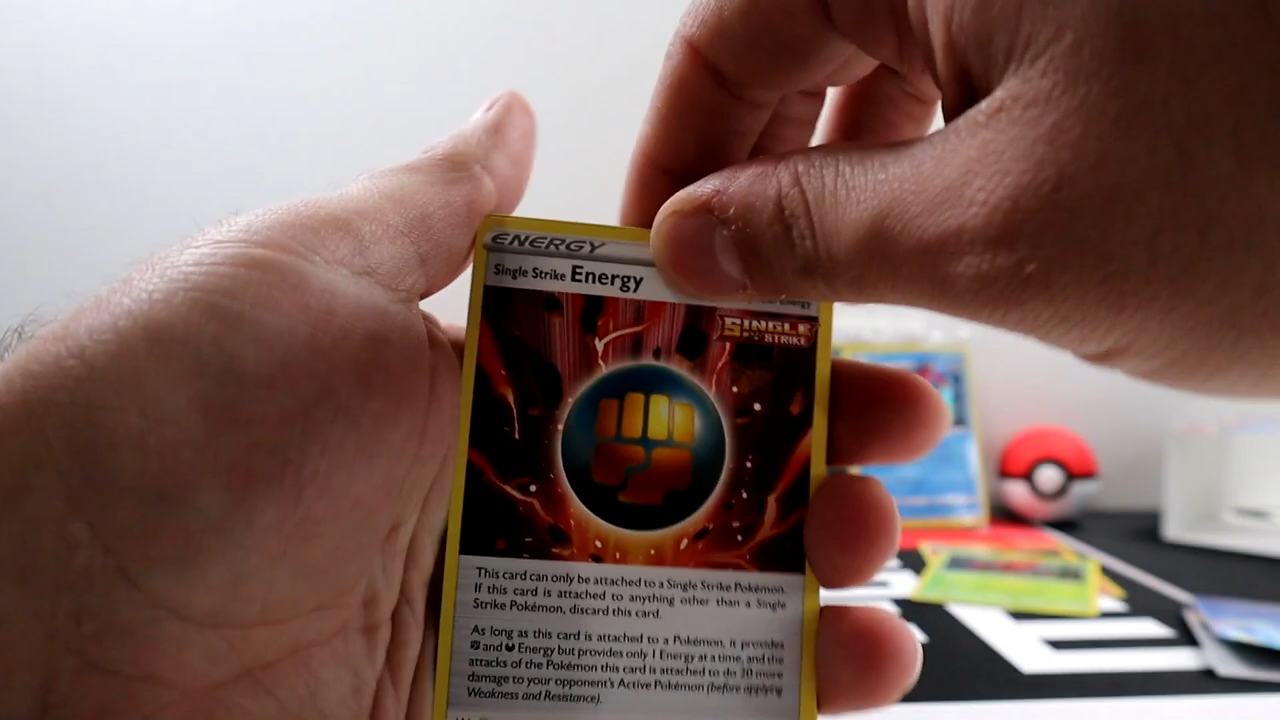 ENERGY
Single Strike Energy
Energy
SINGLE
STRIKE
This card can only be attached to a Single Strike Pokémon.
If this card is attached to anything other than a Single
Strike Pokémon, discard this card.
As long as this card is attached to a Pokémon, it provides
and Energy but provides only 1 Energy at a time, and the
attacks of the Pokémon this card is attached to do 20 more
damage to your opponent's Active Pokémon (before applying
Weakness and Resistance).